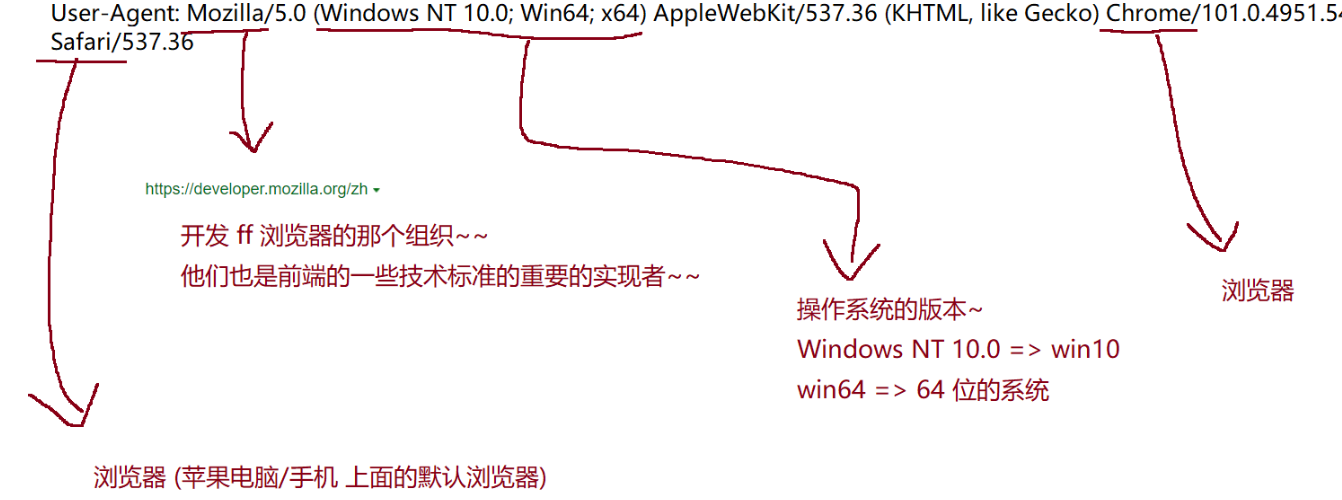 User-Agent: Mozilla/5.0 (Windows NT 10.0; Win64; x64) AppleWebKit/537.36 (KHTML, like Gecko) Chrome/101.0.4951.54
Safari/537.36
https://developer.mozilla.org/zh
开发 ff 浏览器的那个组织~~
他们也是前端的一些技术标准的重要的实现者~~
浏览器
操作系统的版本~
Windows NT 10.0 => win10
win64 => 64 位的系统
浏览器 (苹果电脑/手机 上面的默认浏览器)